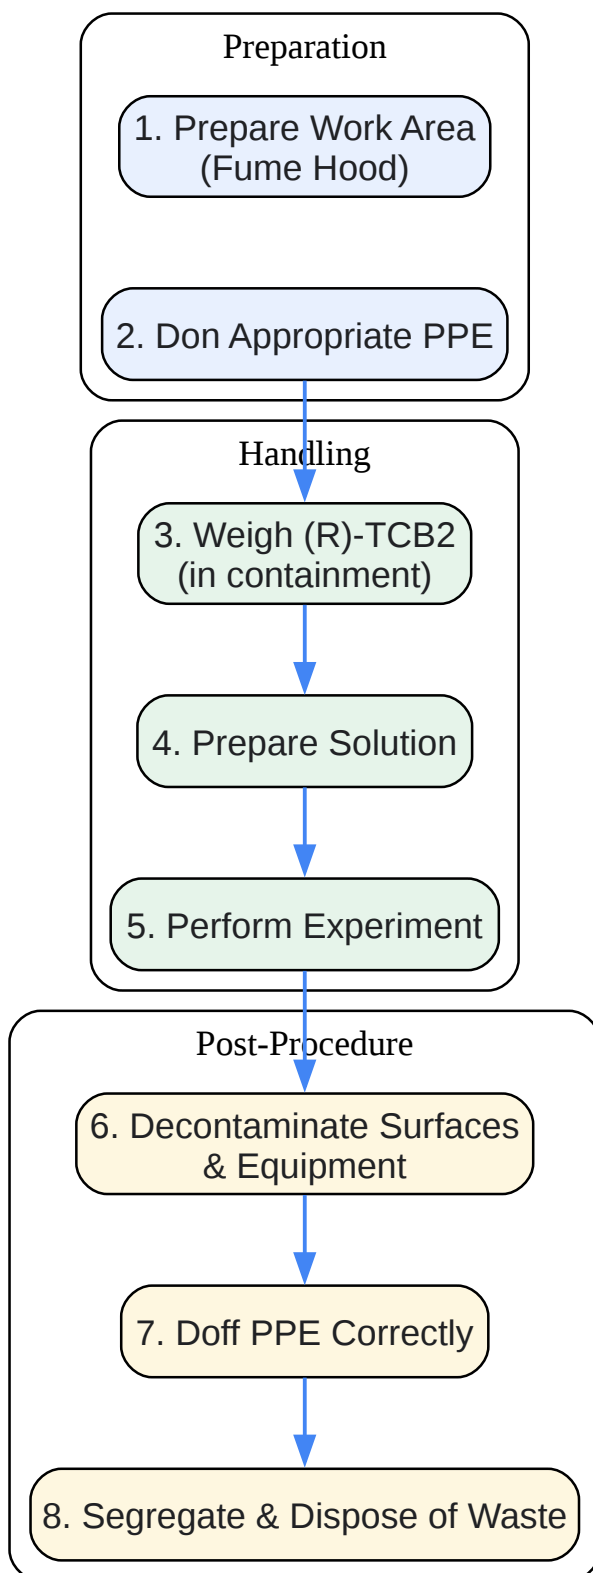 Preparation
1. Prepare Work Area
(Fume Hood)
2. Don Appropriate PPE
Handling
3. Weigh (R)-TCB2
(in containment)
4. Prepare Solution
5. Perform Experiment
Post-Procedure
6. Decontaminate Surfaces
& Equipment
7. Doff PPE Correctly
8. Segregate & Dispose of Waste